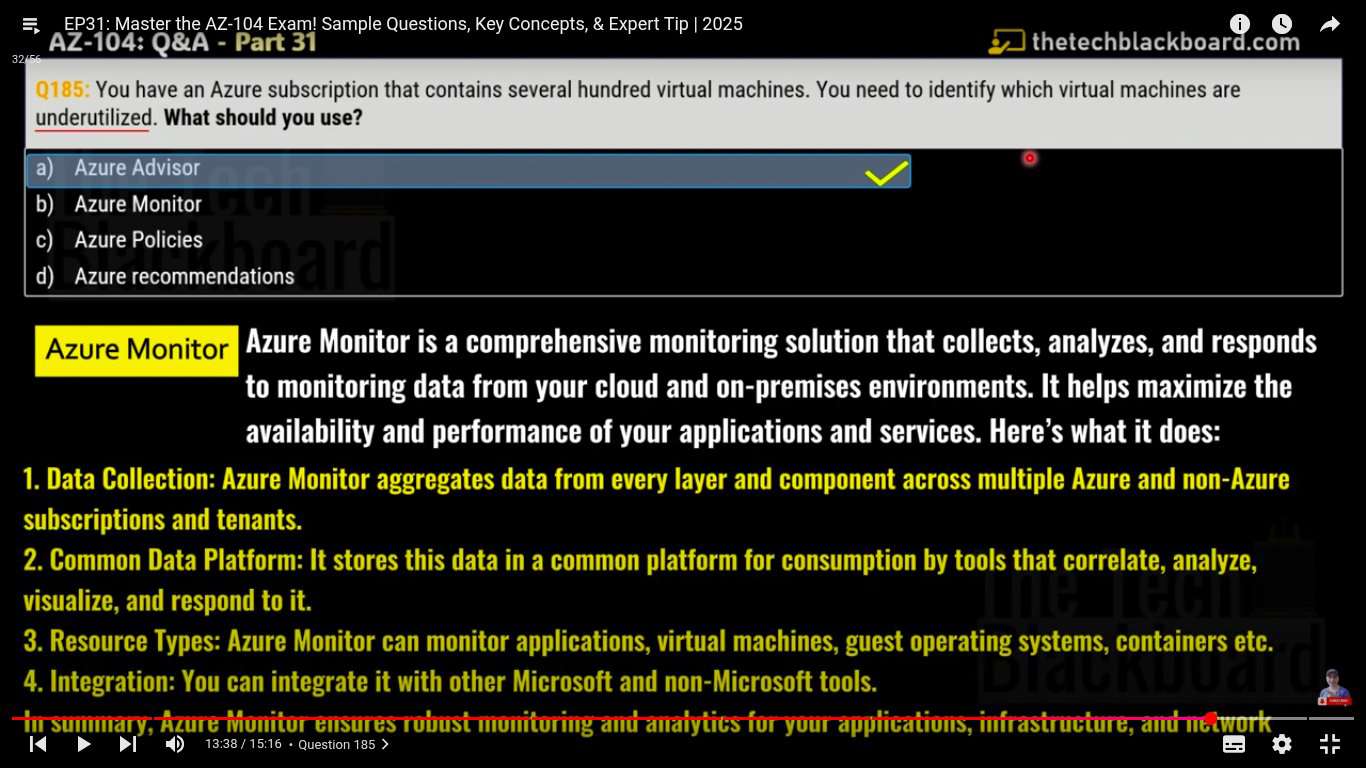 EP31: Master the AZ-104 Exam! Sample Questions, Key Concepts, & Expert Tip | 2025
AZ-104: Q&A - Part 31
thetechblackboard.com
32/56
Q185: You have an Azure subscription that contains several hundred virtual machines. You need to identify which virtual machines are
underutilized. What should you use?
a) Azure Advisor
b) Azure Monitor
c) Azure Policies
d) Azure recommendations
Azure Monitor
Azure Monitor is a comprehensive monitoring solution that collects, analyzes, and responds
to monitoring data from your cloud and on-premises environments. It helps maximize the
availability and performance of your applications and services. Here's what it does:
1. Data Collection: Azure Monitor aggregates data from every layer and component across multiple Azure and non-Azure
subscriptions and tenants.
2. Common Data Platform: It stores this data in a common platform for consumption by tools that correlate, analyze,
visualize, and respond to it.
3. Resource Types: Azure Monitor can monitor applications, virtual machines, guest operating systems, containers etc.
4. Integration: You can integrate it with other Microsoft and non-Microsoft tools.
In summary, Azure Monitor ensures robust monitoring and analytics for your applications, infrastructure, and network
The Tech
Blackboard
13:38 / 15:16 • Question 185